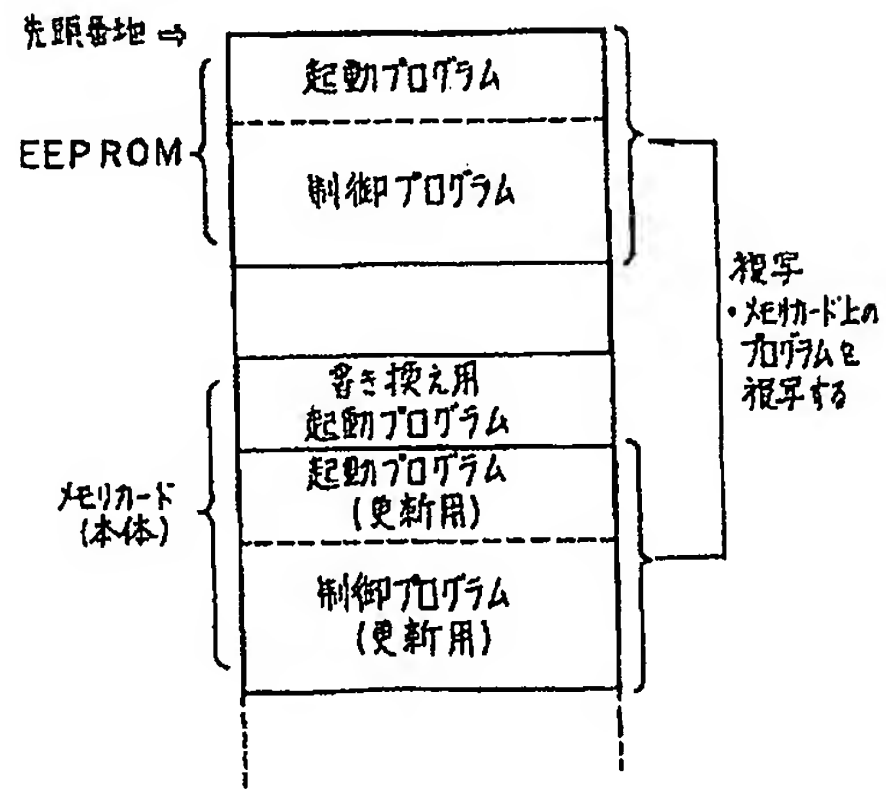 先頭番地 ⇨
起動プログラム
EEPROM
制御プログラム
複写
・メモリカード上の
プログラムを
複写する
書き換え用
起動プログラム
起動プログラム
(更新用)
メモリカード
(本体)
制御プログラム
(更新用)